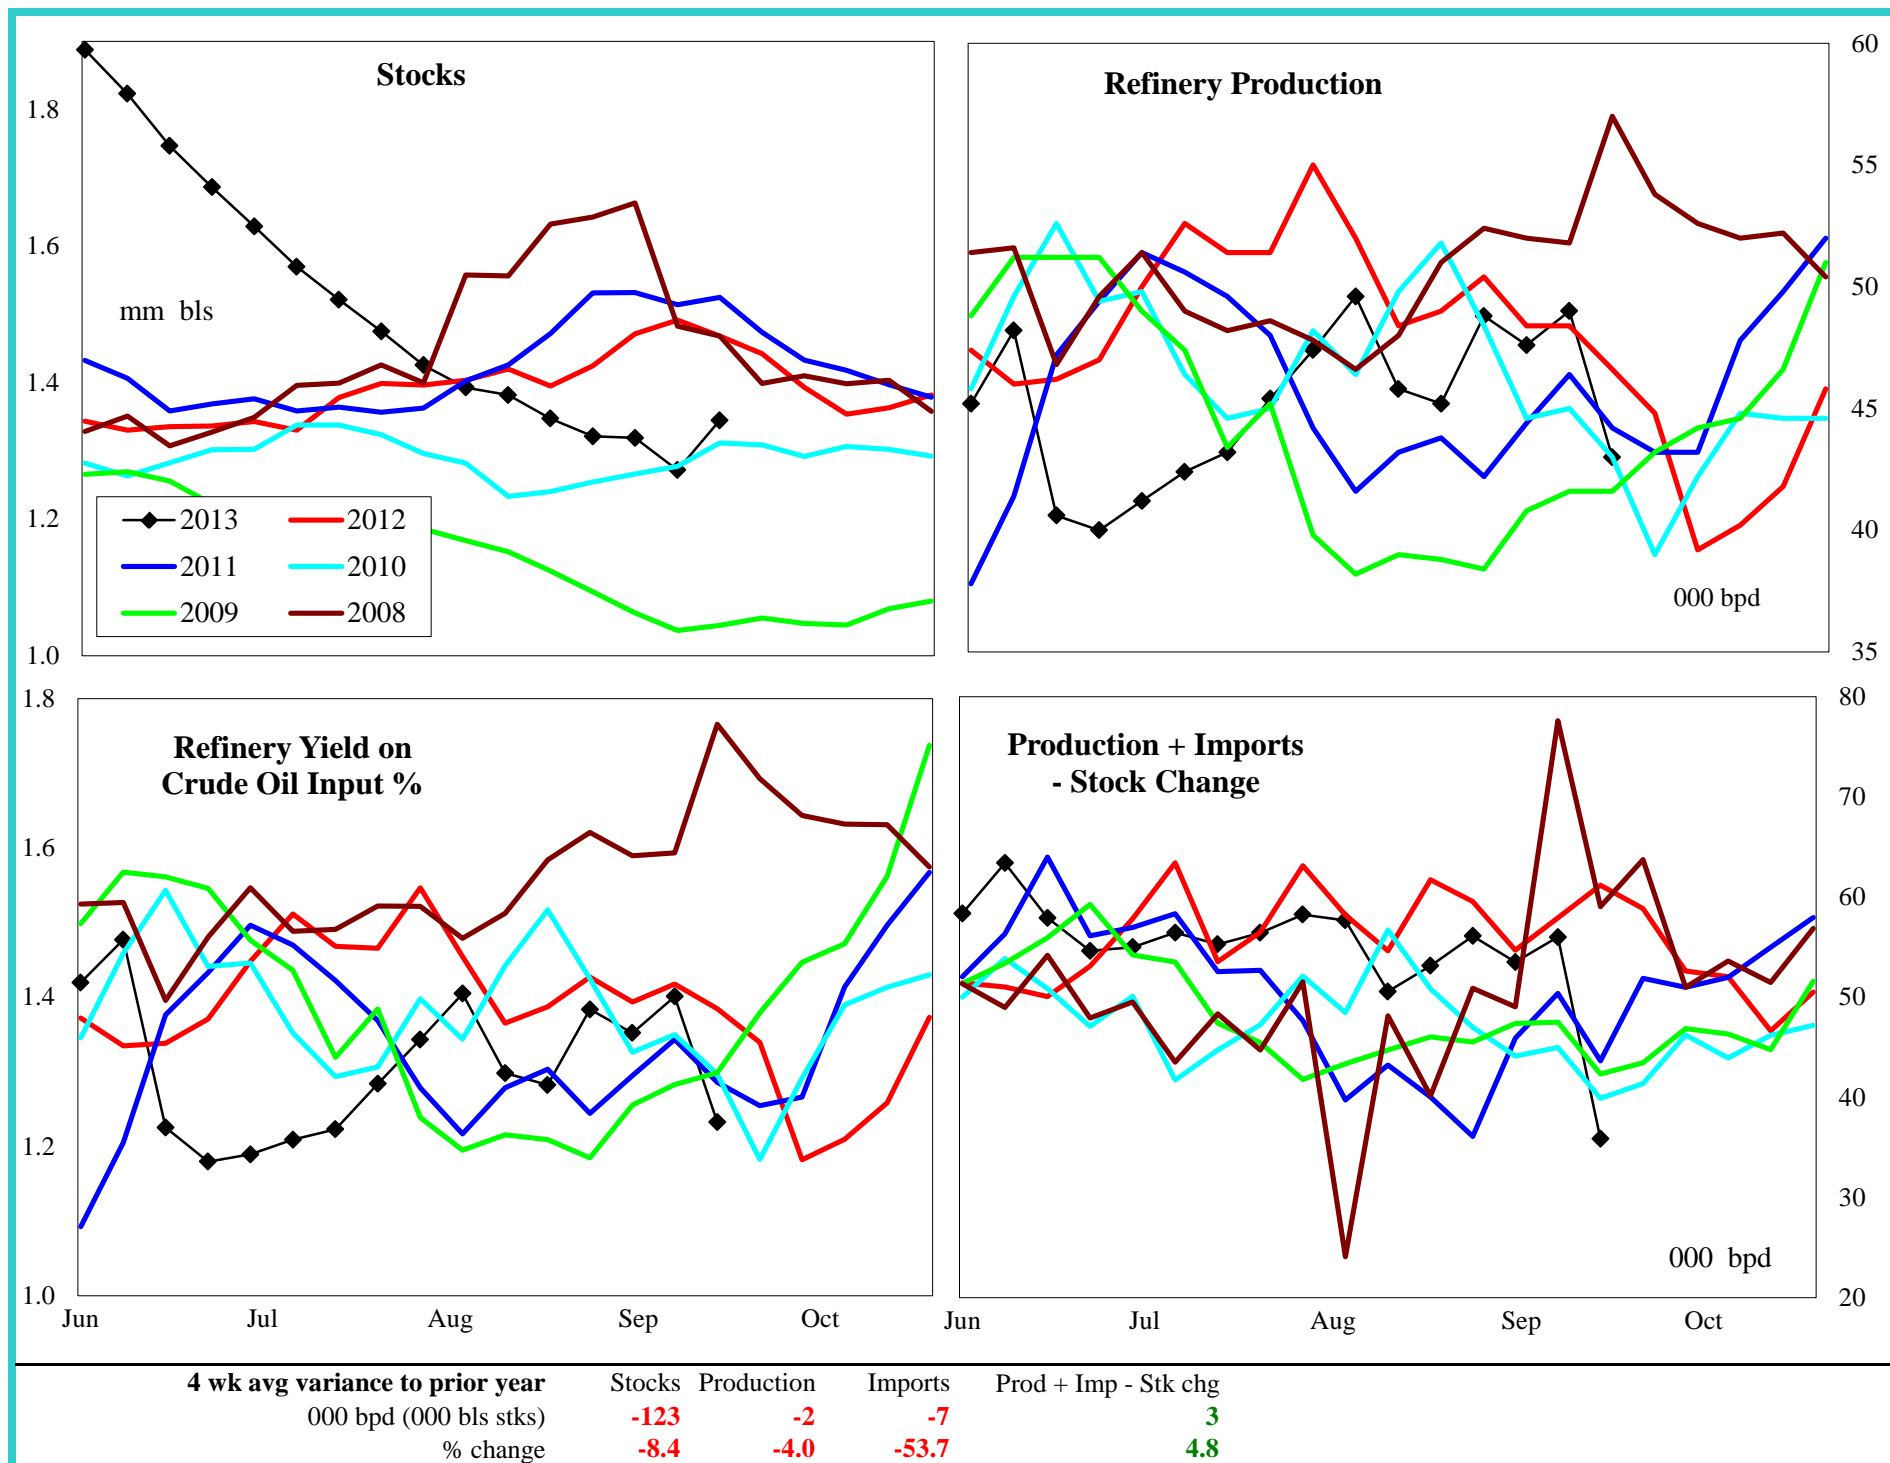 Stocks
1.8
1.6
mm bls
1.4
1.2
1.0
2013
2012
2011
2010
2009
2008
Refinery Production
60
55
50
45
40
35
000 bpd
1.8
Refinery Yield on
Crude Oil Input %
1.6
1.4
1.2
1.0
Jun Jul Aug Sep Oct
Production + Imports
- Stock Change
80
70
60
50
40
30
20
000 bpd
Jun Jul Aug Sep Oct
4 wk avg variance to prior year Stocks Production Imports Prod + Imp - Stk chg
000 bpd (000 bls stks) -123 -2 -7 3
% change -8.4 -4.0 -53.7 4.8